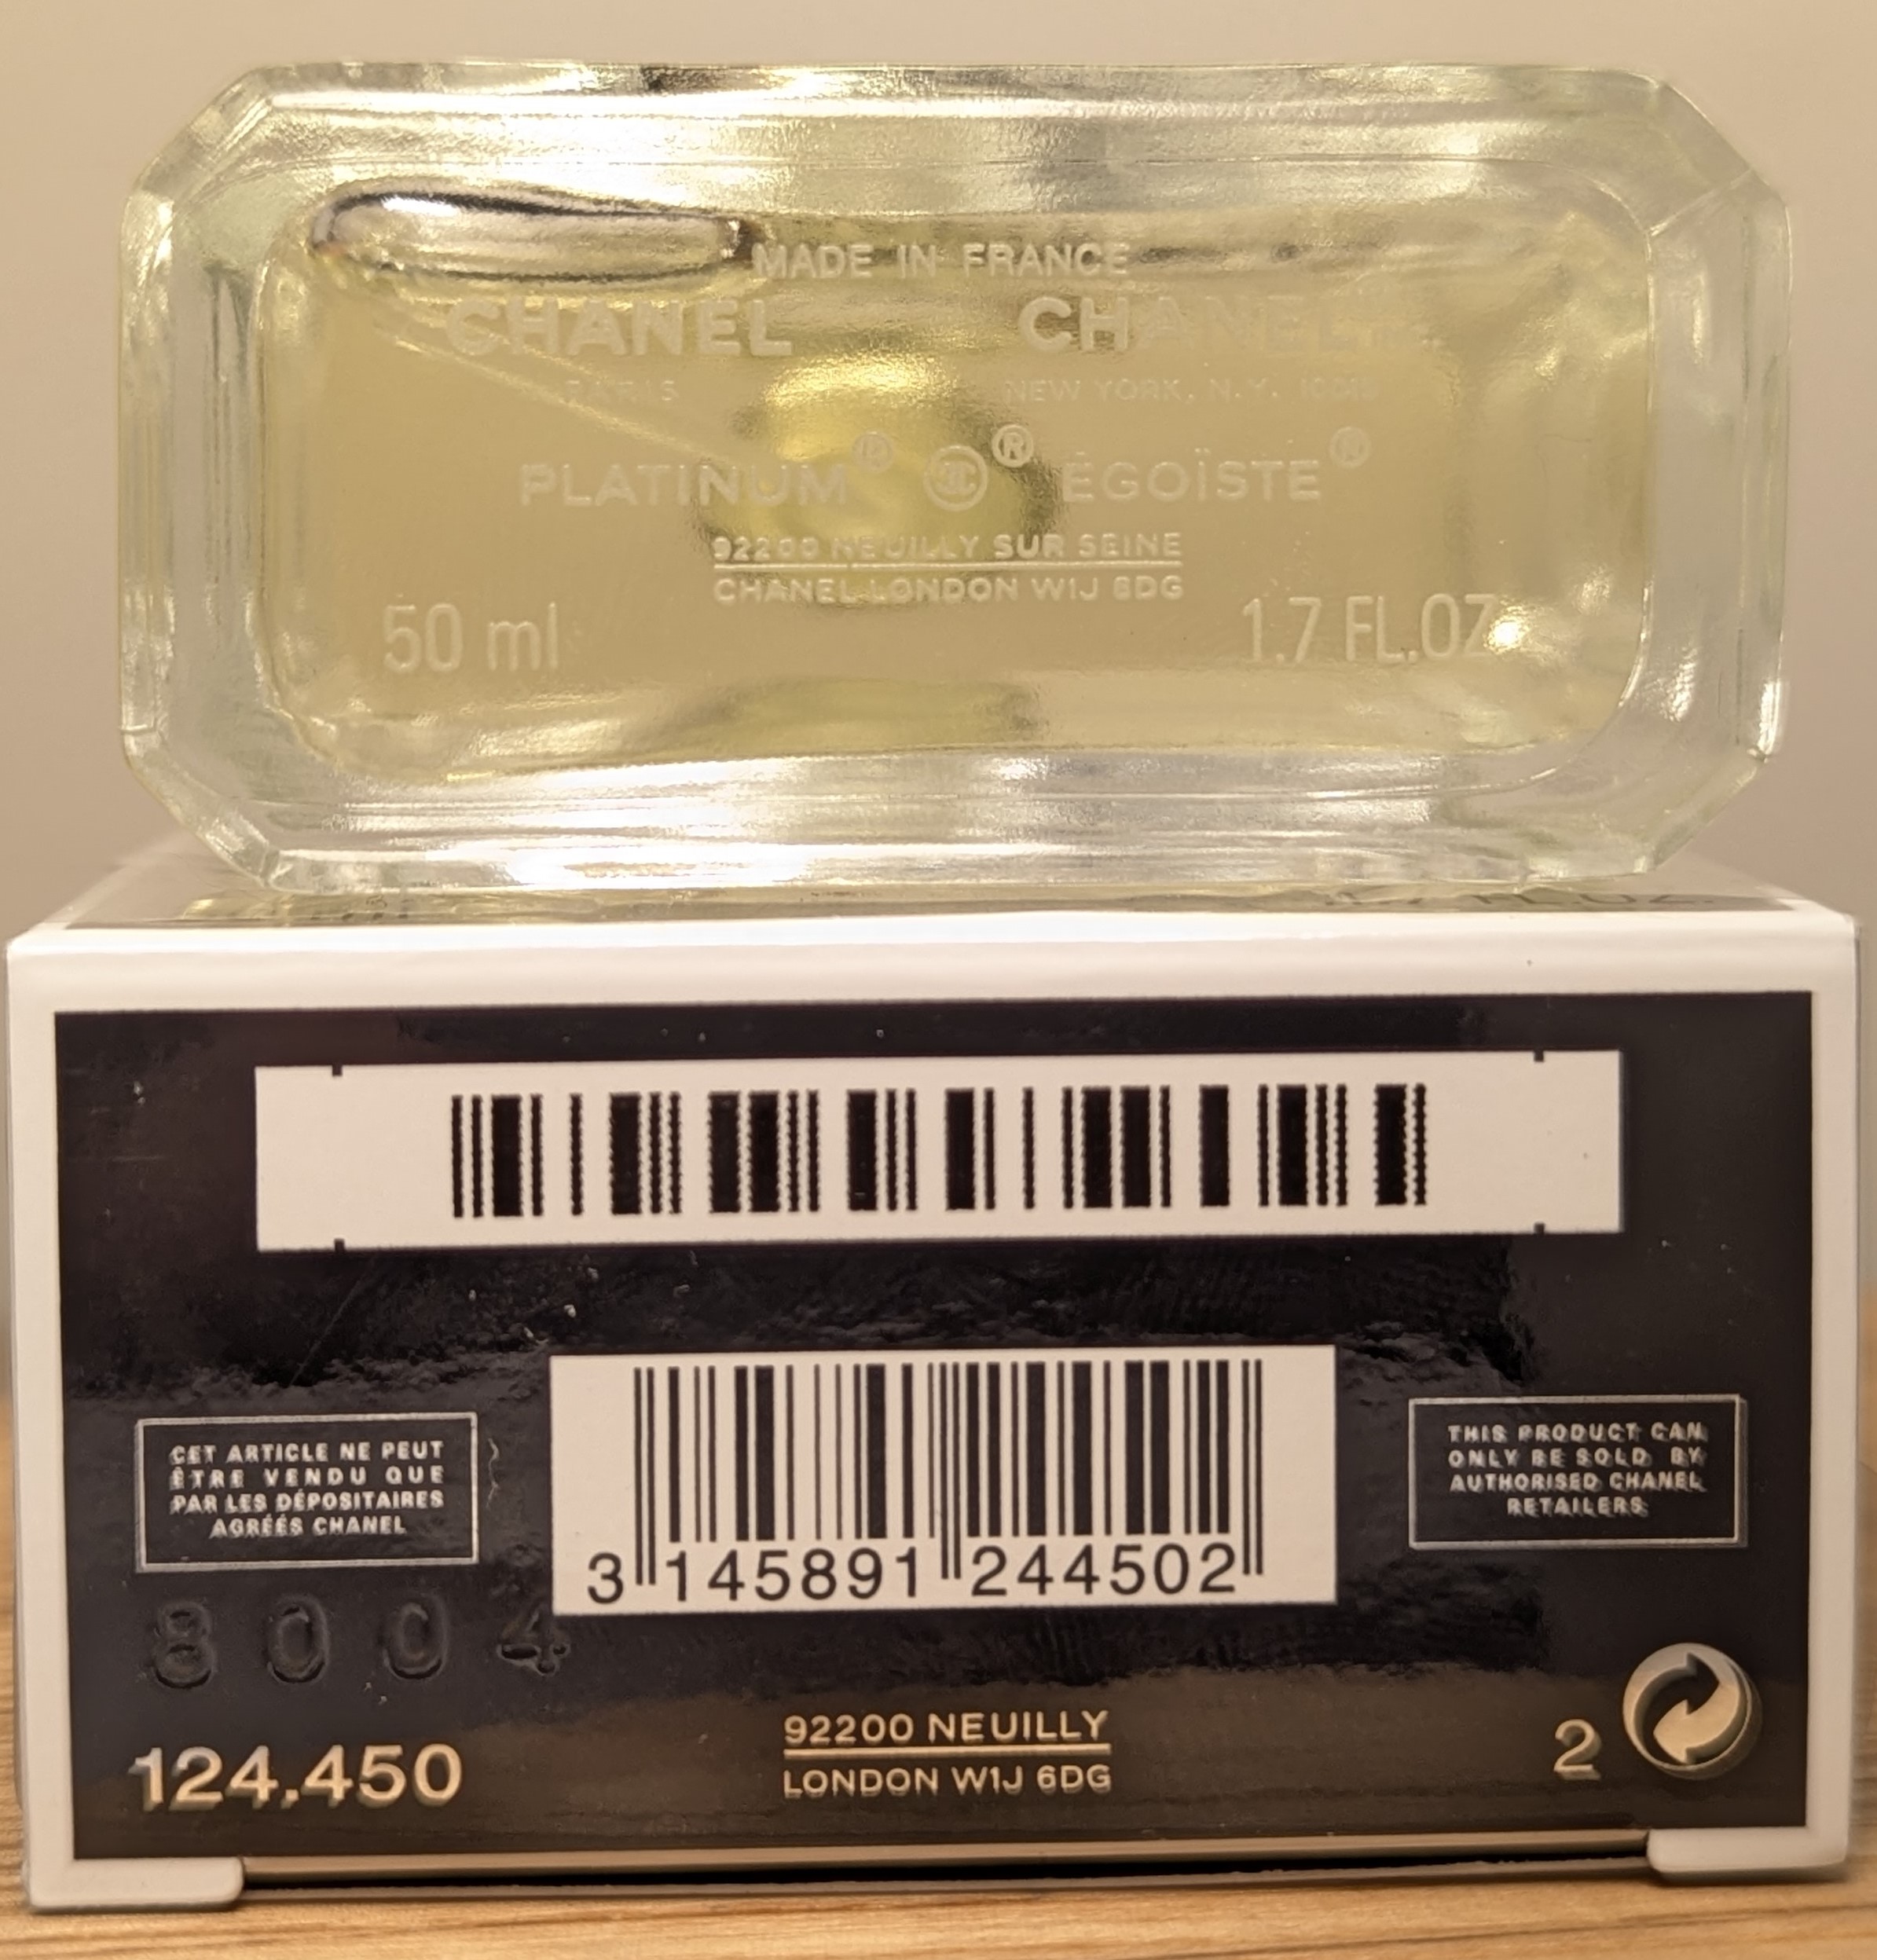 MADE IN FRANCE
CHANEL CHANEL
PARIS NEW YORK, N.Y.
PLATINUM® ® ÉGOÏSTE®
92200 NEUILLY SUR SEINE
CHANEL LONDON W1J 6DG
50 ml 1.7 FL.OZ
CET ARTICLE NE PEUT
ÊTRE VENDU QUE
PAR LES DÉPOSITAIRES
AGRÉÉS CHANEL
3 145891 244502
THIS PRODUCT CAN
ONLY BE SOLD BY
AUTHORISED CHANEL
RETAILERS
8004
124.450
92200 NEUILLY
LONDON W1J 6DG
2